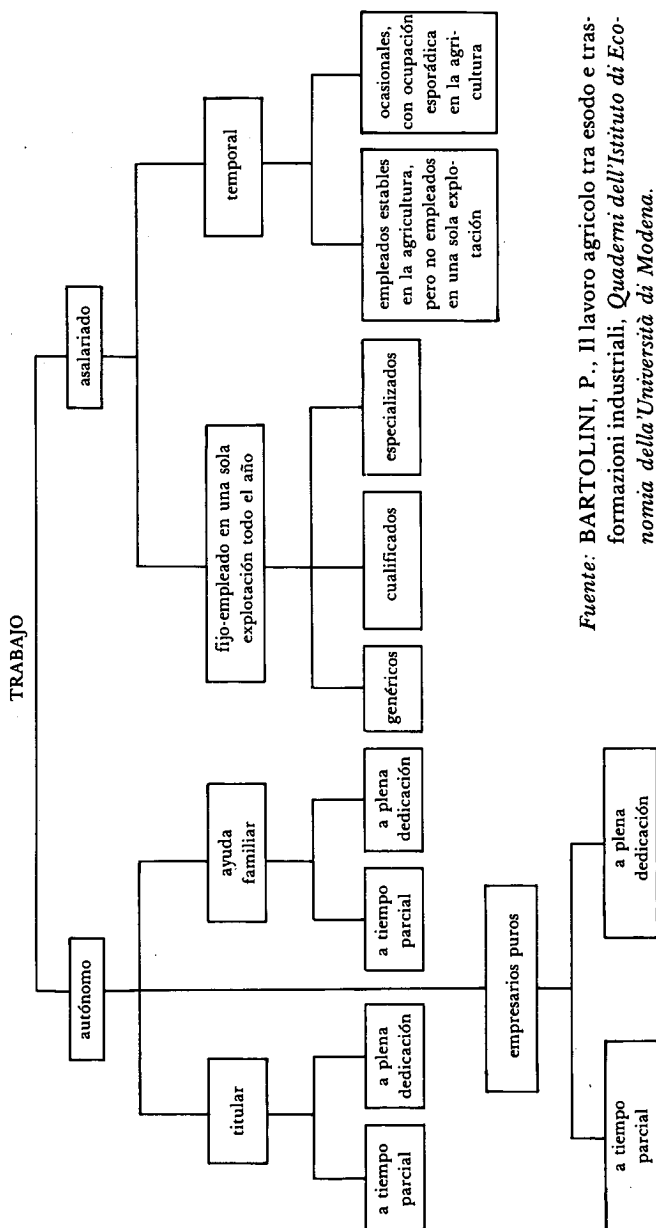 TRABAJO
autónomo
asalariado
titular
ayuda
familiar
fijo-empleado en una sola
explotación todo el año
temporal
a tiempo
parcial
a plena
dedicación
a tiempo
parcial
a plena
dedicación
genéricos
cualificados
especializados
empleados estables
en la agricultura,
pero no empleados
en una sola explo-
tación
ocasionales,
con ocupación
esporádica
en la agri-
cultura
empresarios puros
a tiempo
parcial
a plena
dedicación
Fuente: BARTOLINI, P., Il lavoro agricolo tra esodo e tras-
formazioni industriali, Quaderni dell'Istituto di Eco-
nomia della'Università di Modena.